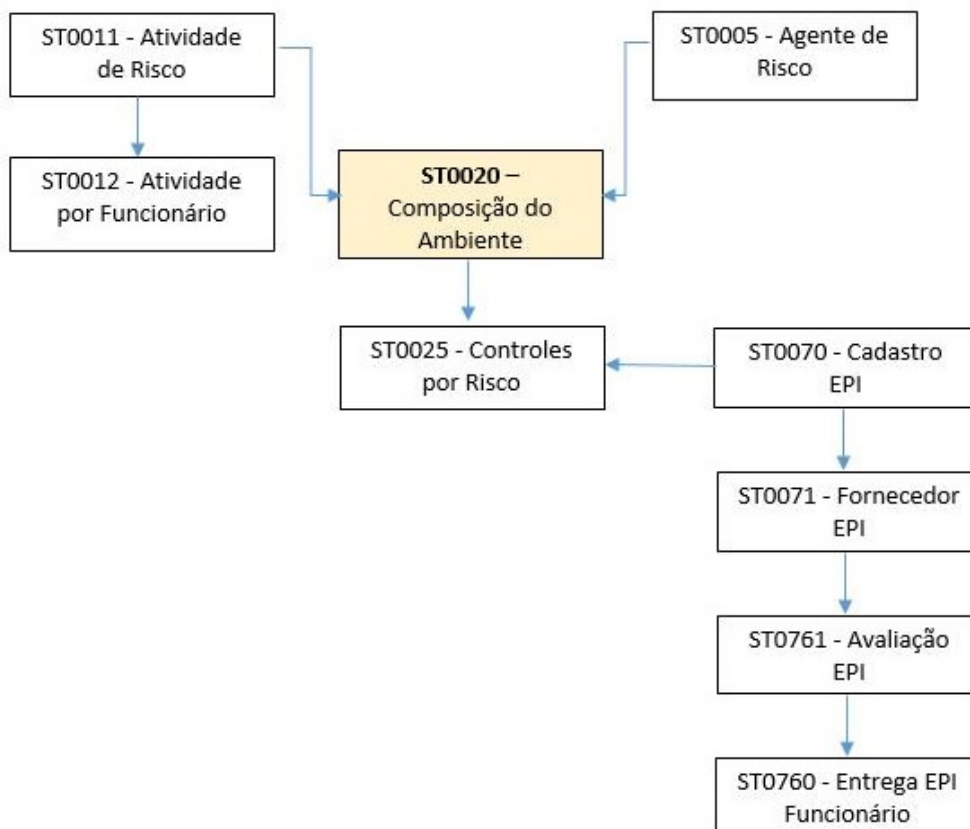 ST0011 - Atividade
de Risco
ST0005 - Agente de
Risco
ST0012 - Atividade
por Funcionário
ST0020 –
Composição do
Ambiente
ST0025 - Controles
por Risco
ST0070 - Cadastro
EPI
ST0071 - Fornecedor
EPI
ST0761 - Avaliação
EPI
ST0760 - Entrega EPI
Funcionário